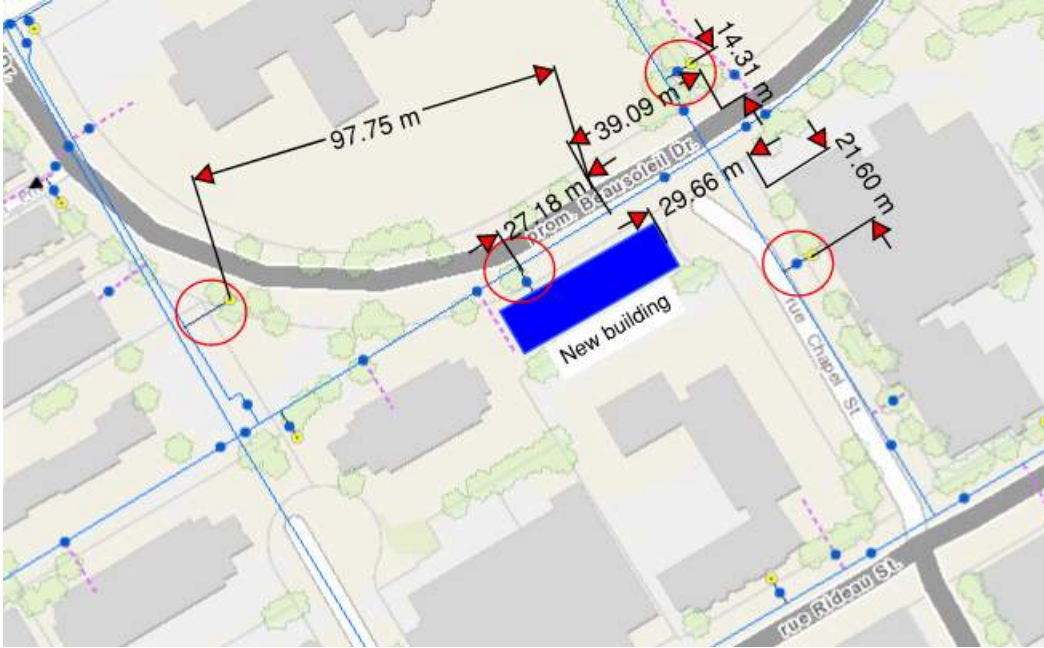 Dr.
14.31 m
97.75 m
39.09 m
21.60 m
prom. Beausoleil Dr.
27.18 m
29.66 m
New building
rue Chapel St
rue Rideau St.